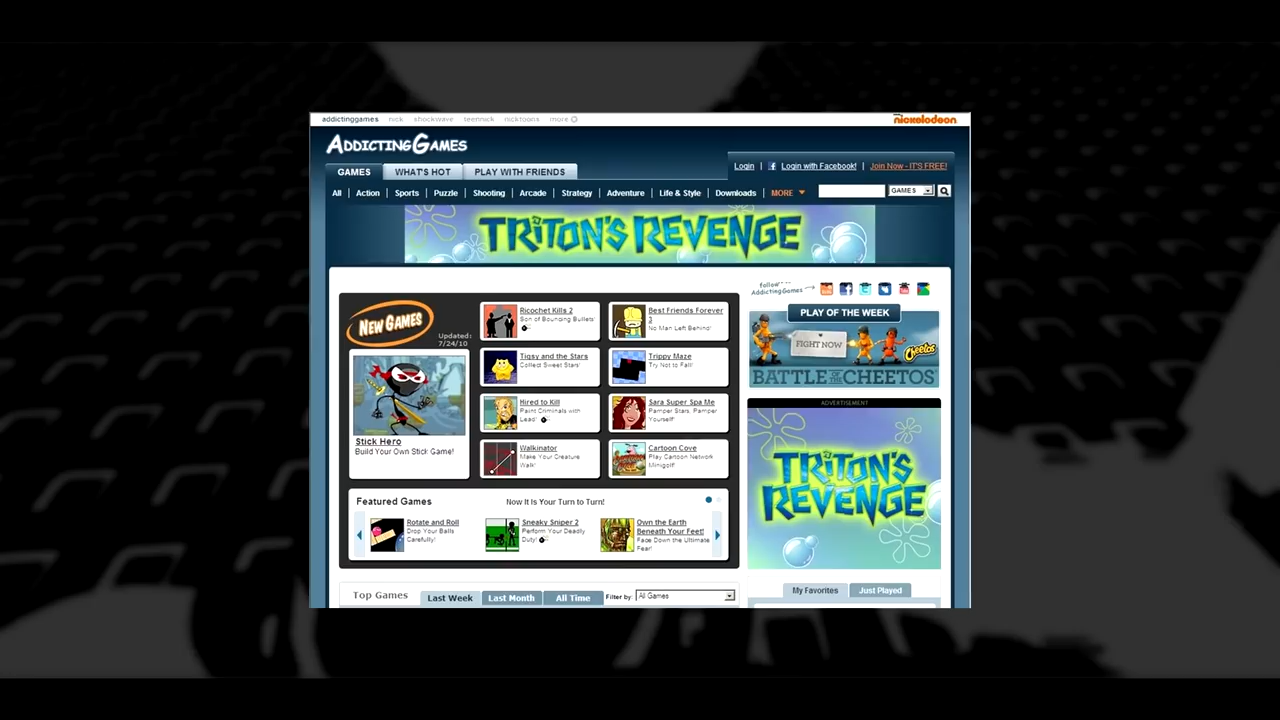 addictinggames nick shockwave teennick nicktoons more
nickelodeon
ADDICTINGGAMES
Login | Login with Facebook! | Join Now - IT'S FREE!
GAMES WHAT'S HOT PLAY WITH FRIENDS
All | Action | Sports | Puzzle | Shooting | Arcade | Strategy | Adventure | Life & Style | Downloads | MORE
GAMES
TRITON'S REVENGE
follow
AddictingGames
NEW GAMES
Updated:
7/24/10
Stick Hero
Build Your Own Stick Game!
Ricochet Kills 2
Son of Bouncing Bullets!
Best Friends Forever
3
No Man Left Behind!
Tiqsy and the Stars
Collect Sweet Stars!
Trippy Maze
Try Not to Fall!
Hired to Kill
Paint Criminals with
Lead!
Sara Super Spa Me
Pamper Stars, Pamper
Yourself!
Walkinator
Make Your Creature
Walk!
Cartoon Cove
Play Cartoon Network
Minigolf!
PLAY OF THE WEEK
FIGHT NOW
Cheetos
BATTLE OF THE CHEETOS
ADVERTISEMENT
TRITON'S
REVENGE
Featured Games
Now It Is Your Turn to Turn!
Rotate and Roll
Drop Your Balls
Carefully!
Sneaky Sniper 2
Perform Your Deadly
Duty!
Own the Earth
Beneath Your Feet!
Face Down the Ultimate
Fear!
Top Games
Last Week Last Month All Time
Filter by: All Games
My Favorites Just Played